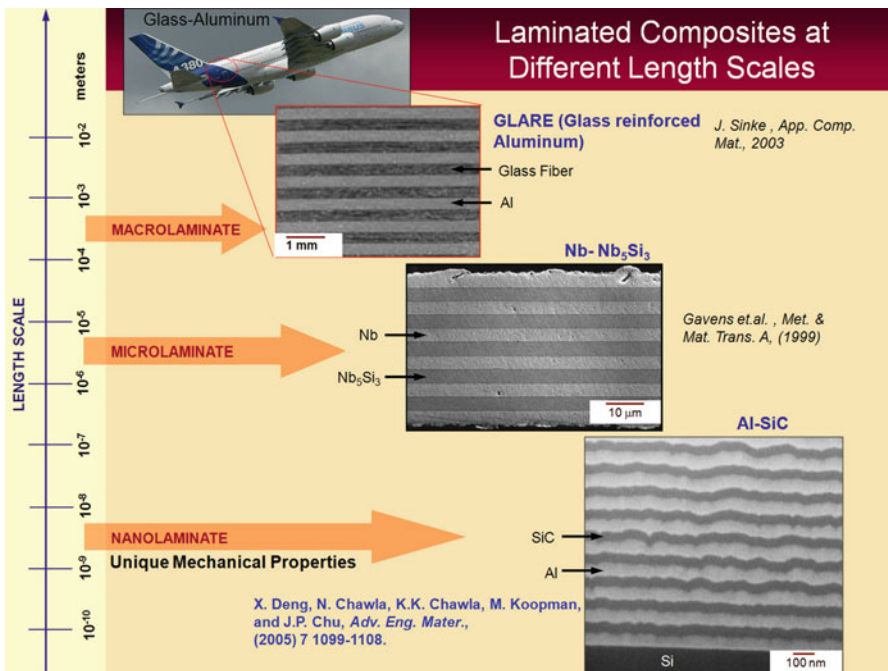 Glass-Aluminum
A380
Laminated Composites at
Different Length Scales
meters
LENGTH SCALE
10-2
10-3
10-4
10-5
10-6
10-7
10-8
10-9
10-10
GLARE (Glass reinforced
Aluminum)
J. Sinke , App. Comp.
Mat., 2003
Glass Fiber
Al
1 mm
MACROLAMINATE
Nb- Nb5Si3
Nb
Nb5Si3
10 μm
Gavens et.al. , Met. &
Mat. Trans. A, (1999)
MICROLAMINATE
Al-SiC
SiC
Al
Si
100 nm
NANOLAMINATE
Unique Mechanical Properties
X. Deng, N. Chawla, K.K. Chawla, M. Koopman,
and J.P. Chu, Adv. Eng. Mater.,
(2005) 7 1099-1108.